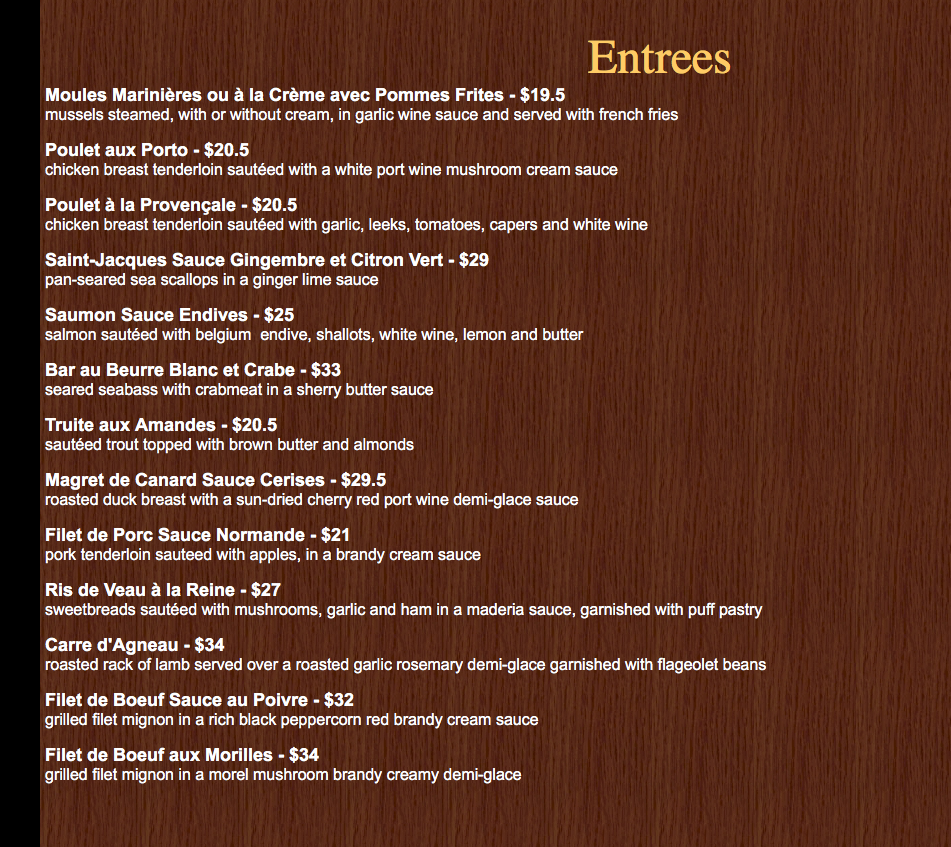 Entrees
Moules Marinières ou à la Crème avec Pommes Frites - $19.5
mussels steamed, with or without cream, in garlic wine sauce and served with french fries
Poulet aux Porto - $20.5
chicken breast tenderloin sautéed with a white port wine mushroom cream sauce
Poulet à la Provençale - $20.5
chicken breast tenderloin sautéed with garlic, leeks, tomatoes, capers and white wine
Saint-Jacques Sauce Gingembre et Citron Vert - $29
pan-seared sea scallops in a ginger lime sauce
Saumon Sauce Endives - $25
salmon sautéed with belgium  endive, shallots, white wine, lemon and butter
Bar au Beurre Blanc et Crabe - $33
seared seabass with crabmeat in a sherry butter sauce
Truite aux Amandes - $20.5
sautéed trout topped with brown butter and almonds
Magret de Canard Sauce Cerises - $29.5
roasted duck breast with a sun-dried cherry red port wine demi-glace sauce
Filet de Porc Sauce Normande - $21
pork tenderloin sauteed with apples, in a brandy cream sauce
Ris de Veau à la Reine - $27
sweetbreads sautéed with mushrooms, garlic and ham in a maderia sauce, garnished with puff pastry
Carre d'Agneau - $34
roasted rack of lamb served over a roasted garlic rosemary demi-glace garnished with flageolet beans
Filet de Boeuf Sauce au Poivre - $32
grilled filet mignon in a rich black peppercorn red brandy cream sauce
Filet de Boeuf aux Morilles - $34
grilled filet mignon in a morel mushroom brandy creamy demi-glace